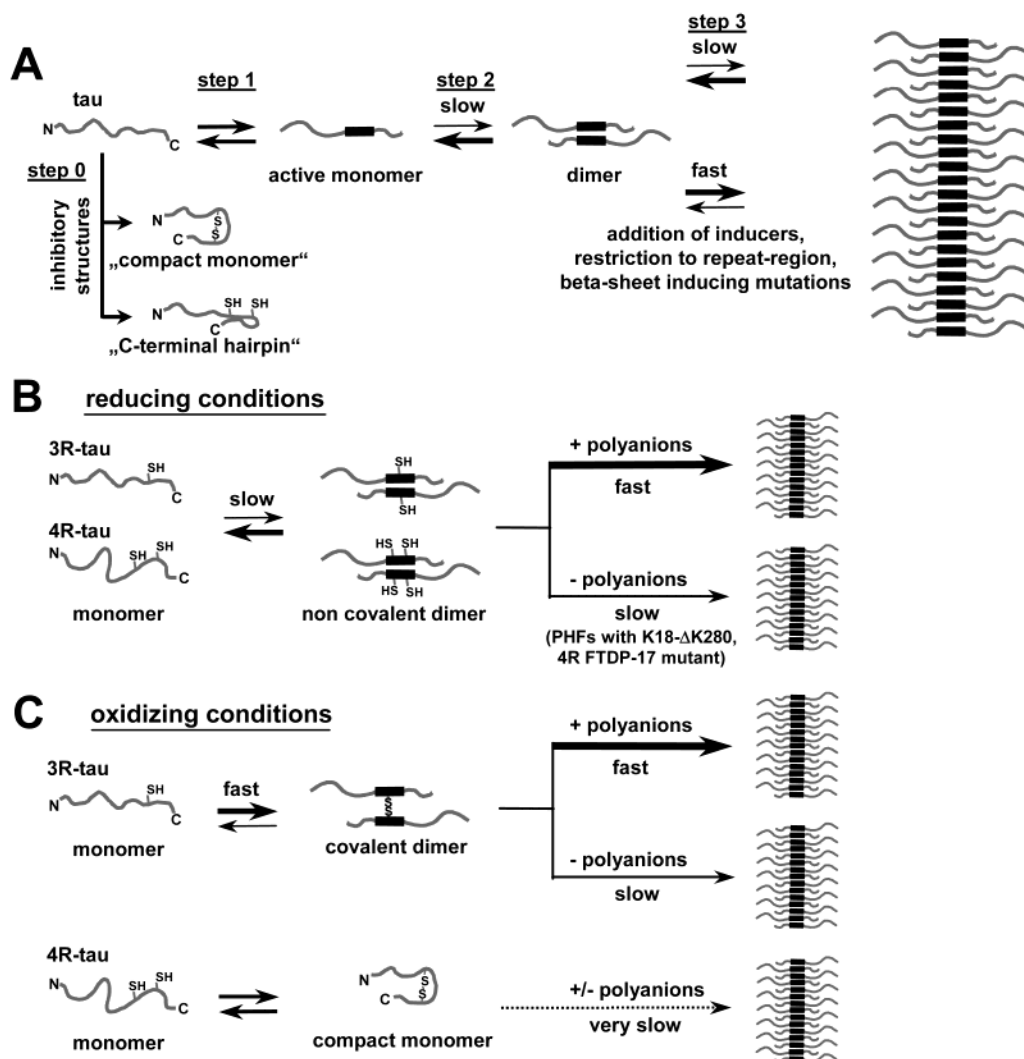 A
tau
N
C
step 1
active monomer
step 2
slow
dimer
step 3
slow
fast
addition of inducers,
restriction to repeat-region,
beta-sheet inducing mutations
step 0
inhibitory
structures
N
C
S
S
„compact monomer“
N
C
SH
SH
„C-terminal hairpin“
B
reducing conditions
3R-tau
N
SH
C
4R-tau
N
SH
SH
C
monomer
slow
SH
SH
HS
SH
HS
SH
non covalent dimer
+ polyanions
fast
- polyanions
slow
(PHFs with K18-ΔK280,
4R FTDP-17 mutant)
C
oxidizing conditions
3R-tau
N
SH
C
monomer
fast
S
S
covalent dimer
+ polyanions
fast
- polyanions
slow
4R-tau
N
SH
SH
C
monomer
N
C
S
S
compact monomer
+/- polyanions
very slow